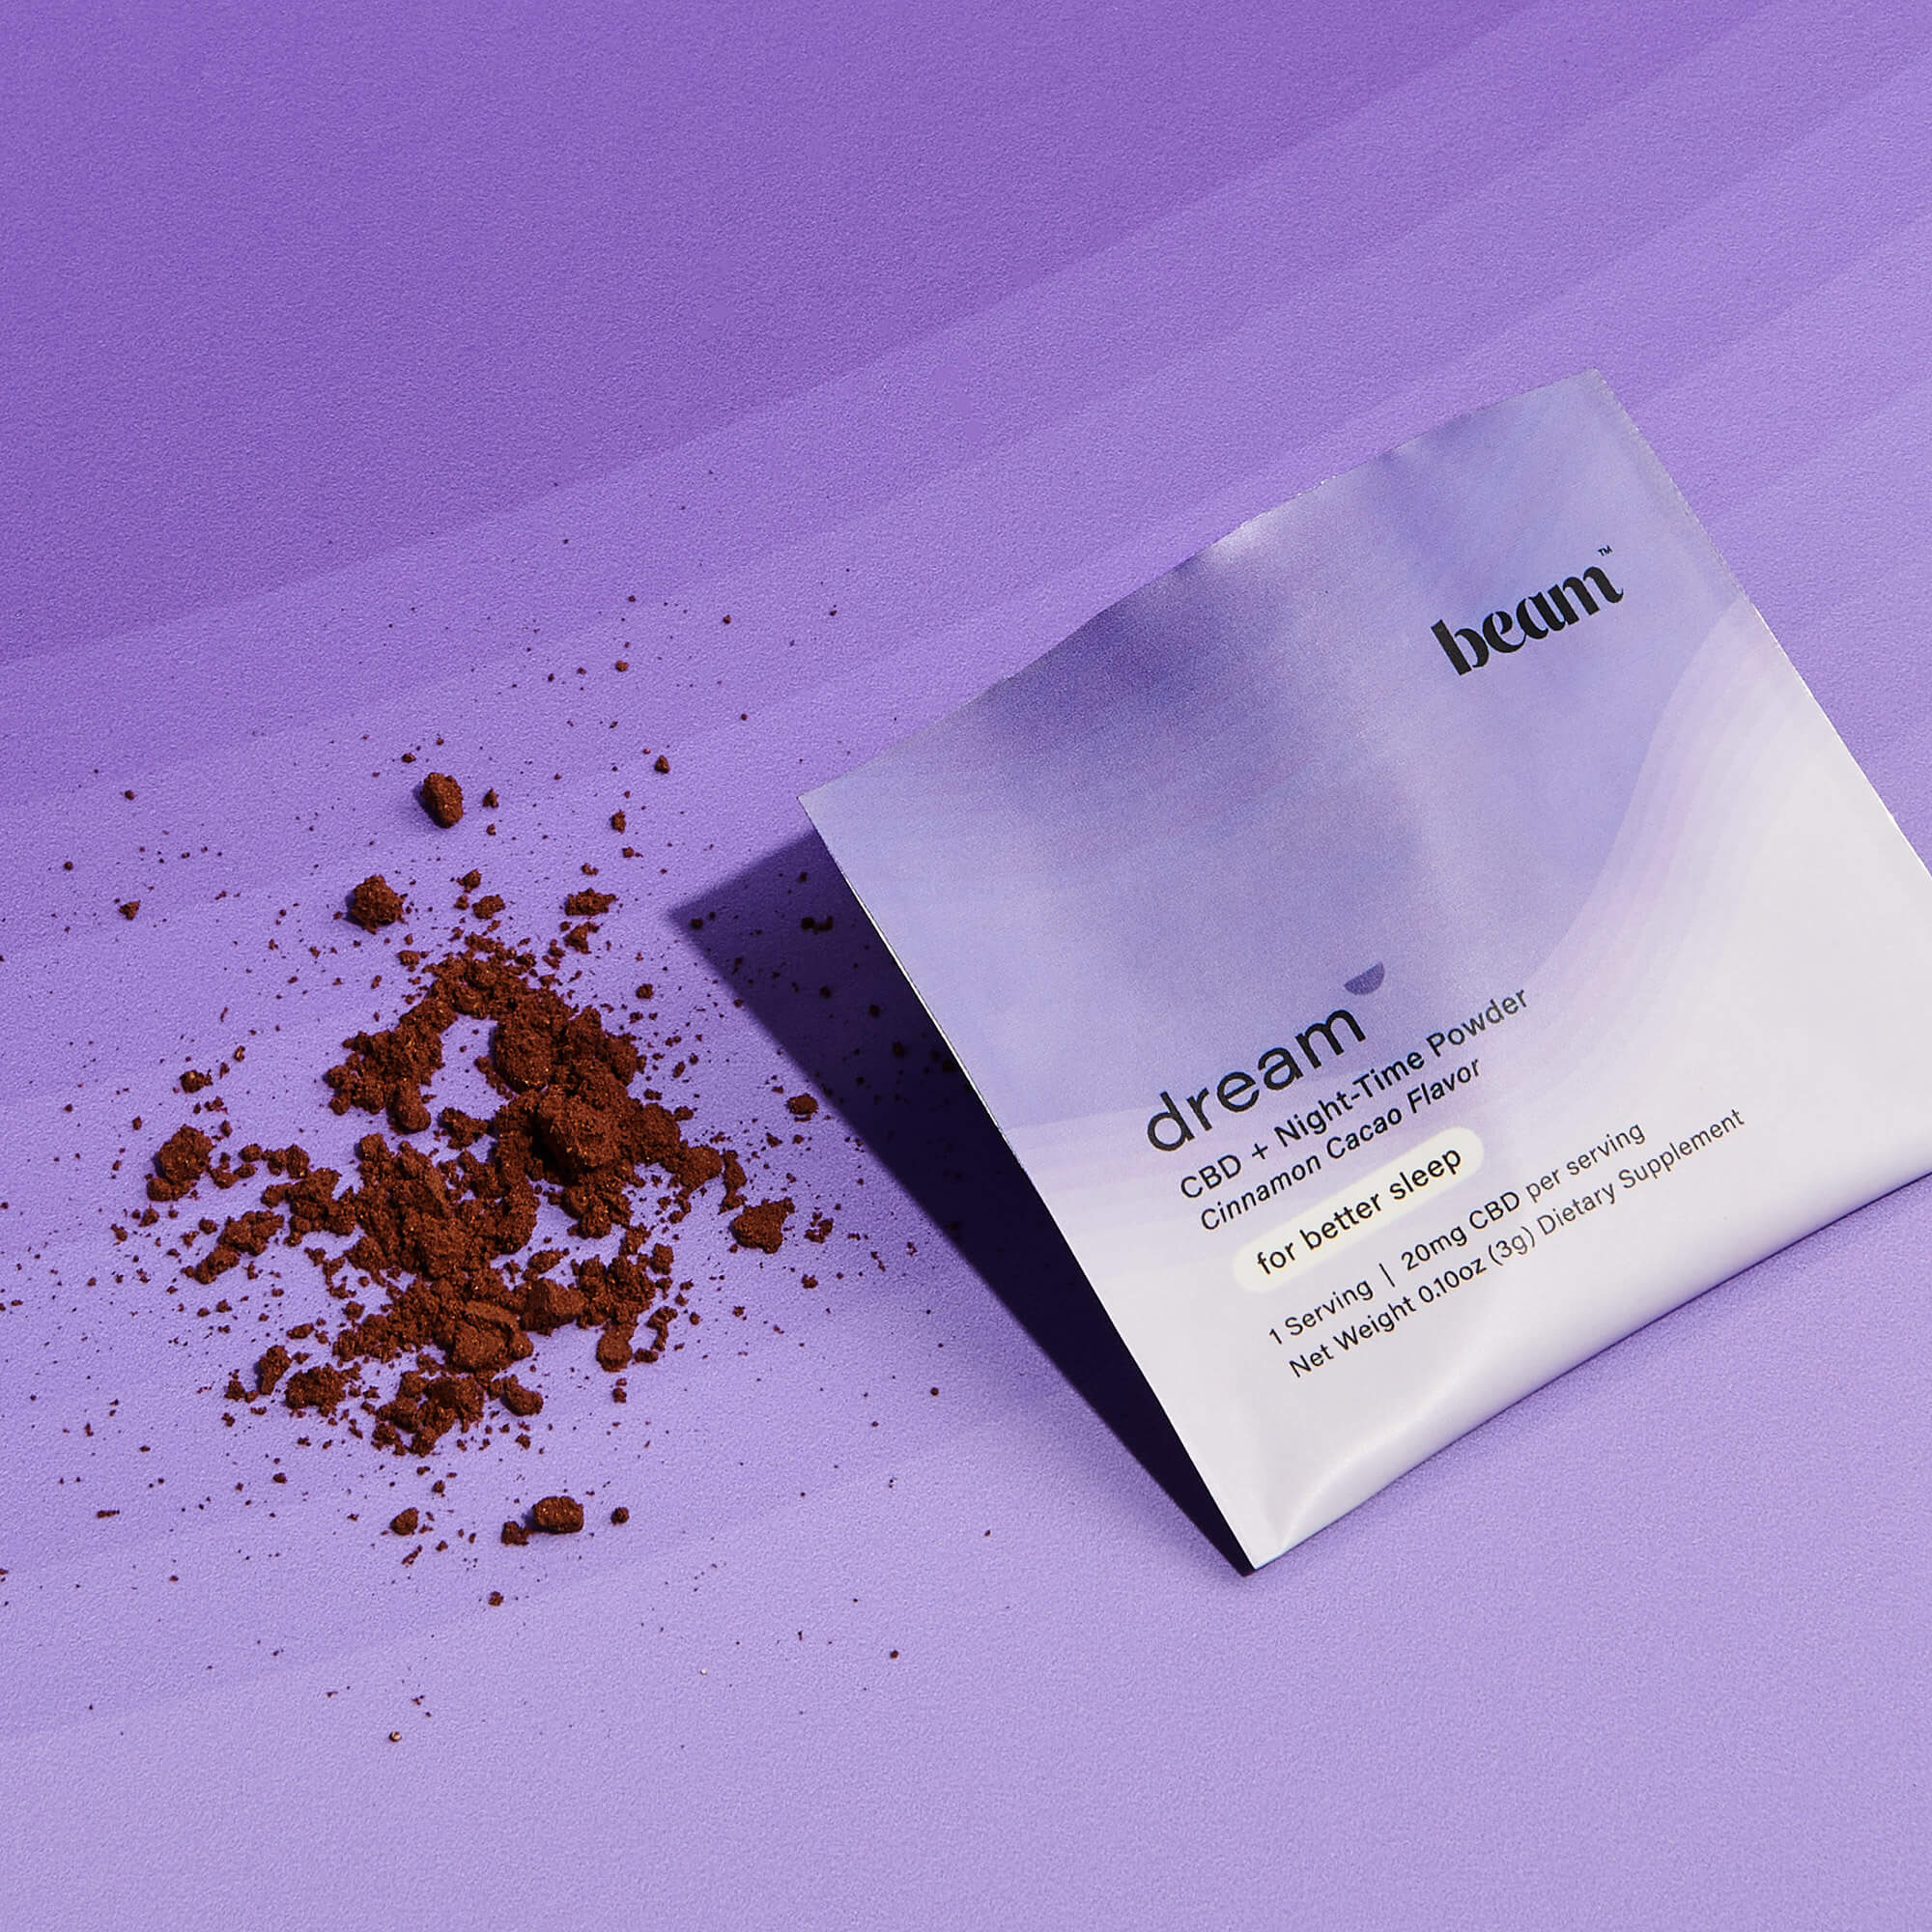 beam™
dream
CBD + Night-Time Powder
Cinnamon Cacao Flavor
for better sleep
1 Serving | 20mg CBD per serving
Net Weight 0.10oz (3g) Dietary Supplement